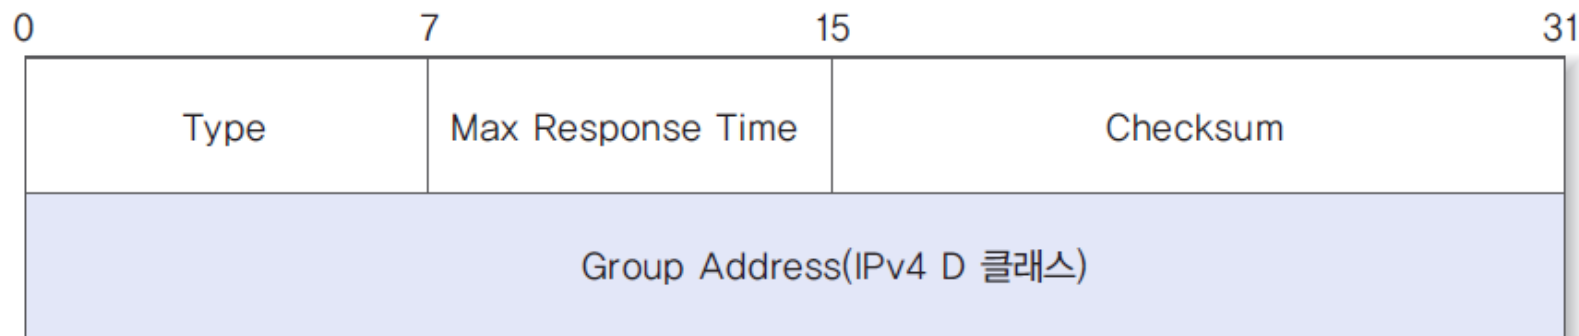 0 7 15 31
Type Max Response Time Checksum
Group Address(IPv4 D 클래스)